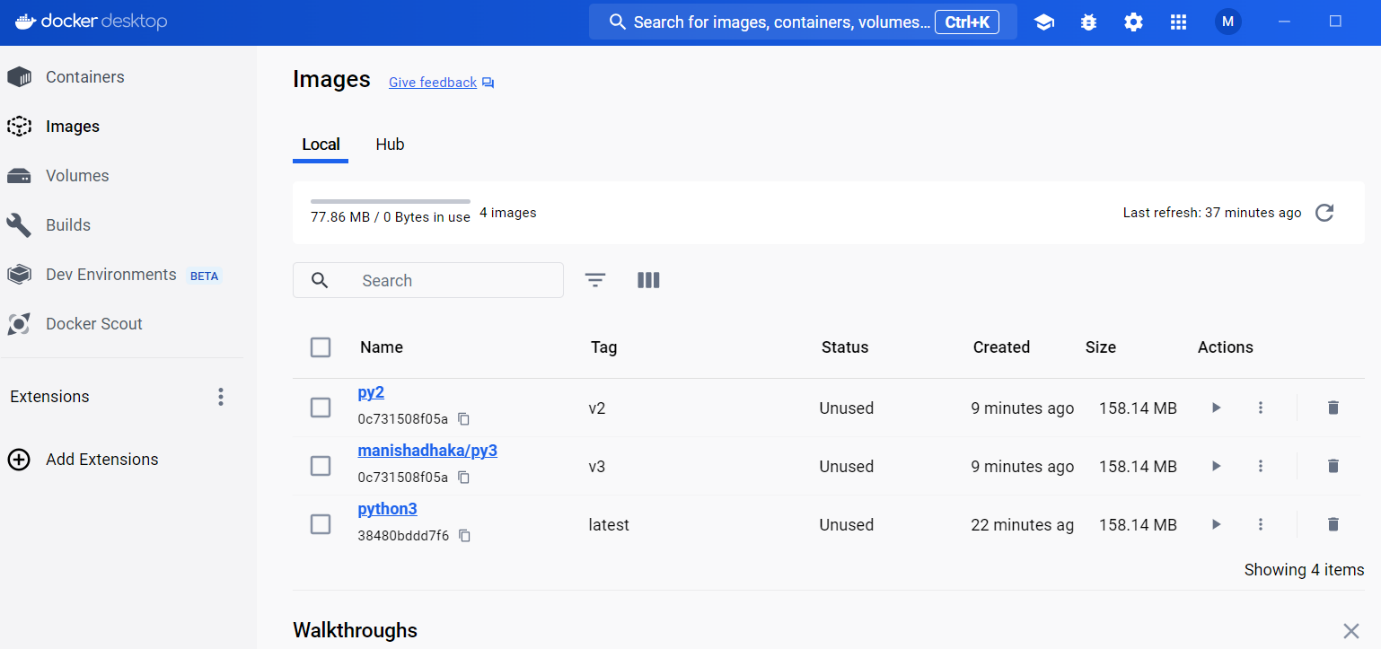 docker desktop
Search for images, containers, volumes... Ctrl+K
M
Containers
Images
Volumes
Builds
Dev Environments BETA
Docker Scout
Extensions
Add Extensions
Images Give feedback
Local Hub
77.86 MB / 0 Bytes in use 4 images Last refresh: 37 minutes ago
Search
Name Tag Status Created Size Actions
py2
0c731508f05a
v2 Unused 9 minutes ago 158.14 MB
manishadhaka/py3
0c731508f05a
v3 Unused 9 minutes ago 158.14 MB
python3
38480bddd7f6
latest Unused 22 minutes ag 158.14 MB
Showing 4 items
Walkthroughs